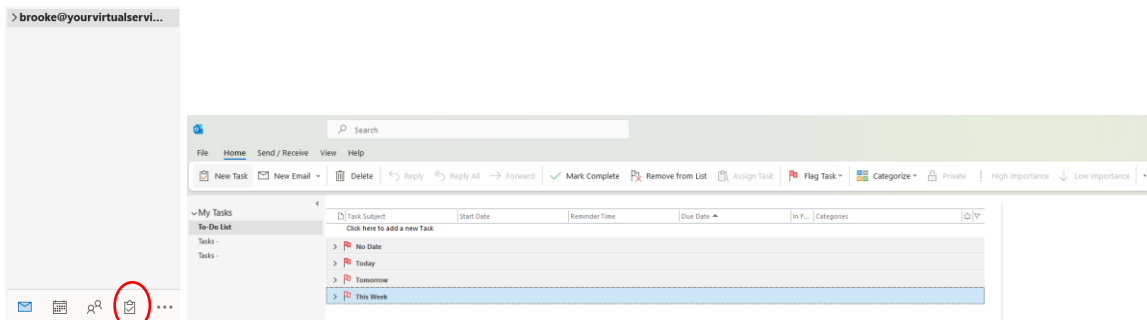 brooke@yourvirtualservi...
Search
File Home Send / Receive View Help
New Task New Email Delete Reply Reply All Forward Mark Complete Remove from List Assign Task Flag Task Categorize Private High Importance Low Importance
My Tasks
To-Do List
Tasks -
Tasks -
Task Subject Start Date Reminder Time Due Date In F... Categories
Click here to add a new Task
No Date
Today
Tomorrow
This Week